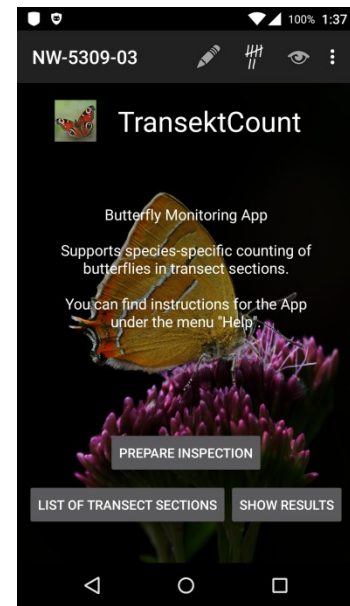 100% 1:37
NW-5309-03
TransektCount
Butterfly Monitoring App
Supports species-specific counting of
butterflies in transect sections.
You can find instructions for the App
under the menu "Help".
PREPARE INSPECTION
LIST OF TRANSECT SECTIONS SHOW RESULTS